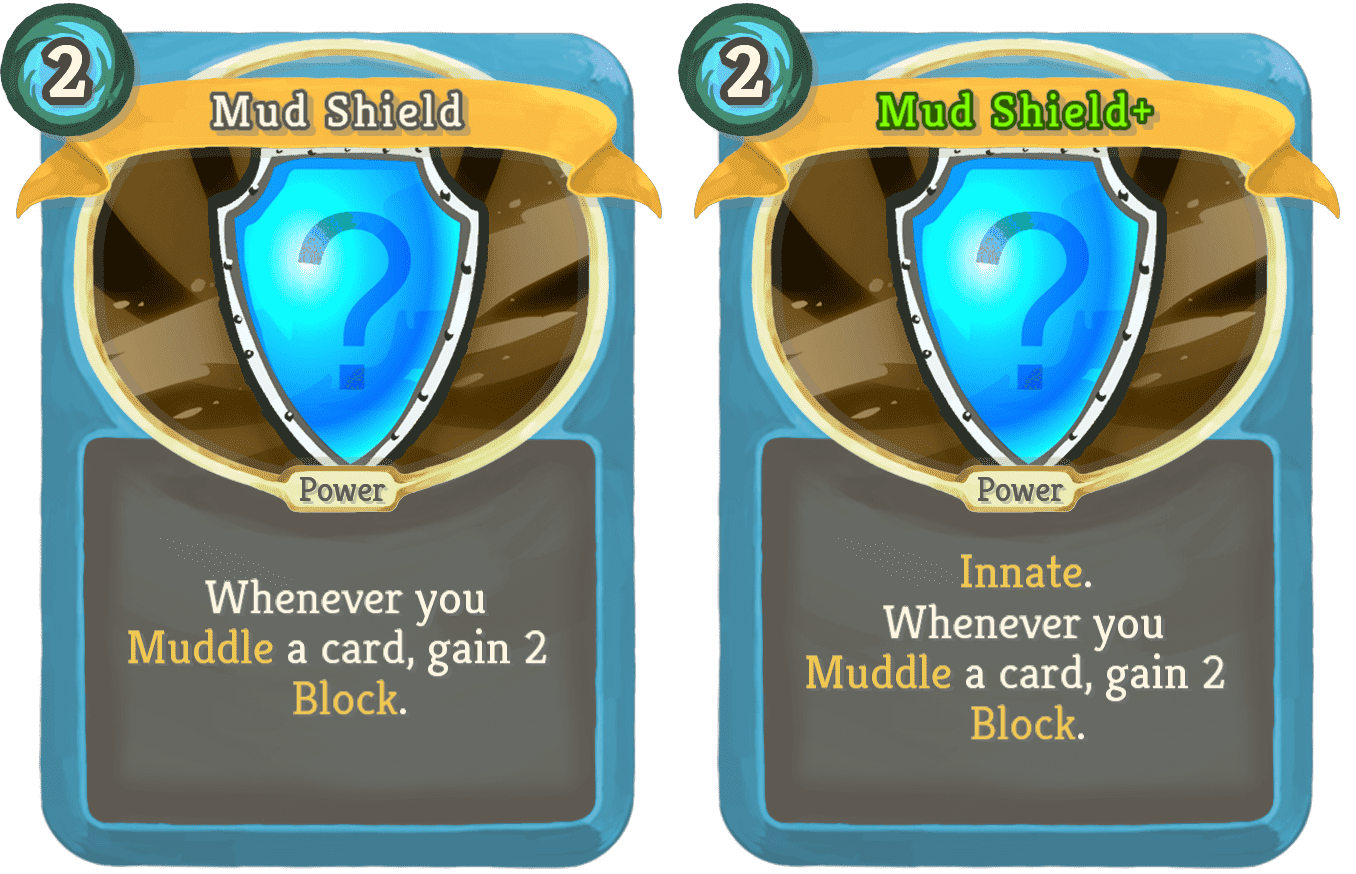 2
Mud Shield
?
Power
Whenever you
Muddle a card, gain 2
Block.
2
Mud Shield+
?
Power
Innate.
Whenever you
Muddle a card, gain 2
Block.